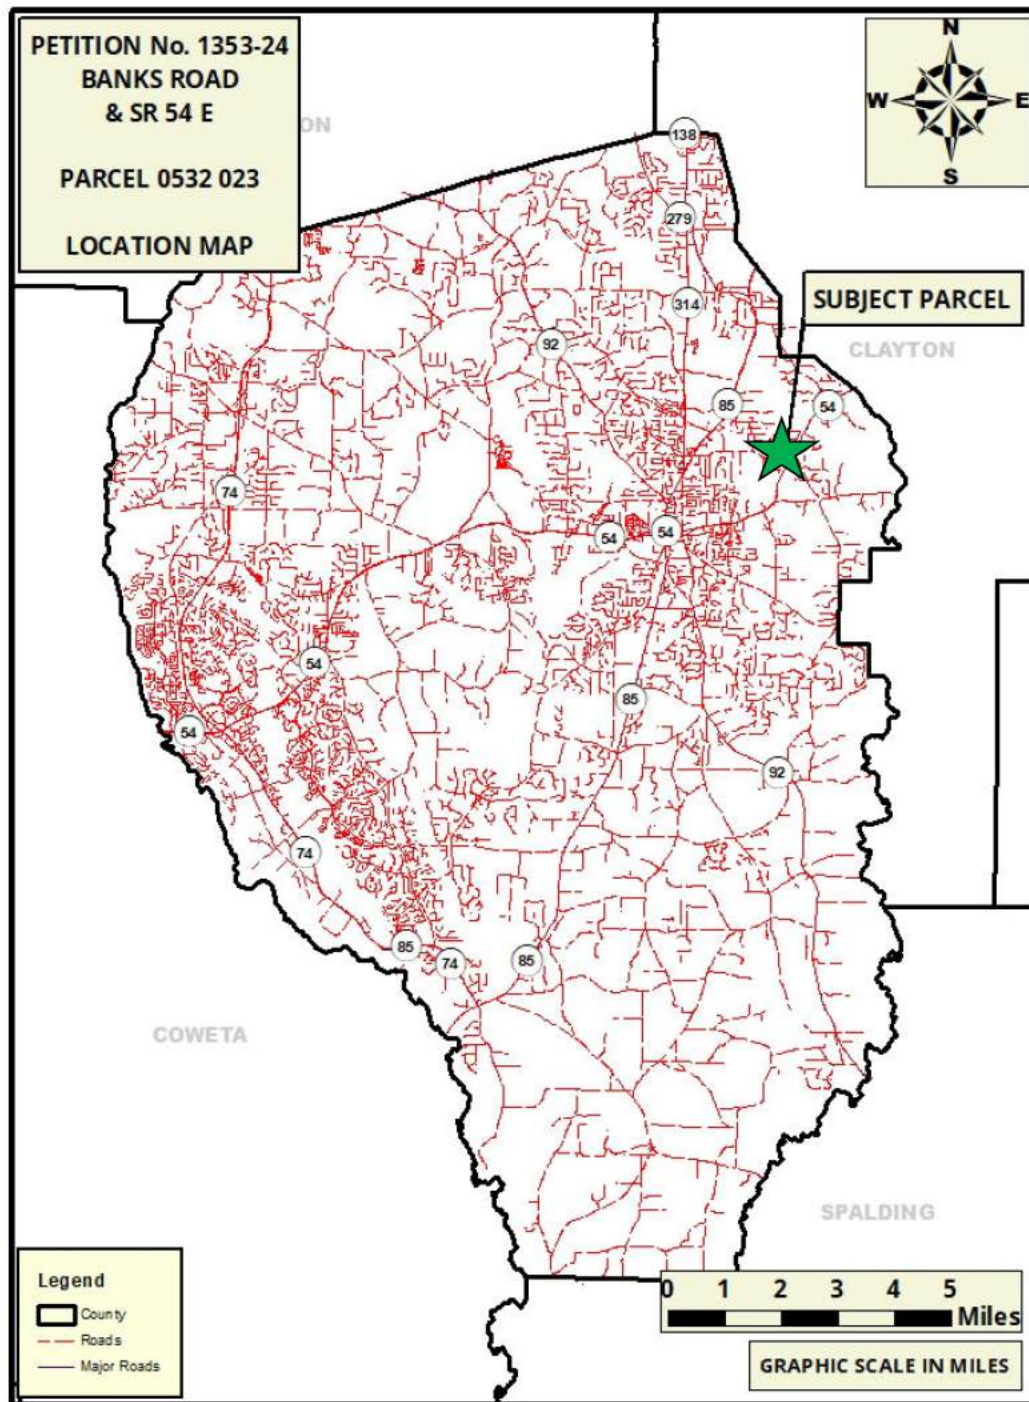 PETITION No. 1353-24
BANKS ROAD
& SR 54 E
PARCEL 0532 023
LOCATION MAP
ON
N
W
E
S
138
279
SUBJECT PARCEL
314
CLAYTON
92
85
54
74
54
54
54
85
54
92
74
85
74
85
COWETA
SPALDING
Legend
County
Roads
Major Roads
0 1 2 3 4 5
Miles
GRAPHIC SCALE IN MILES